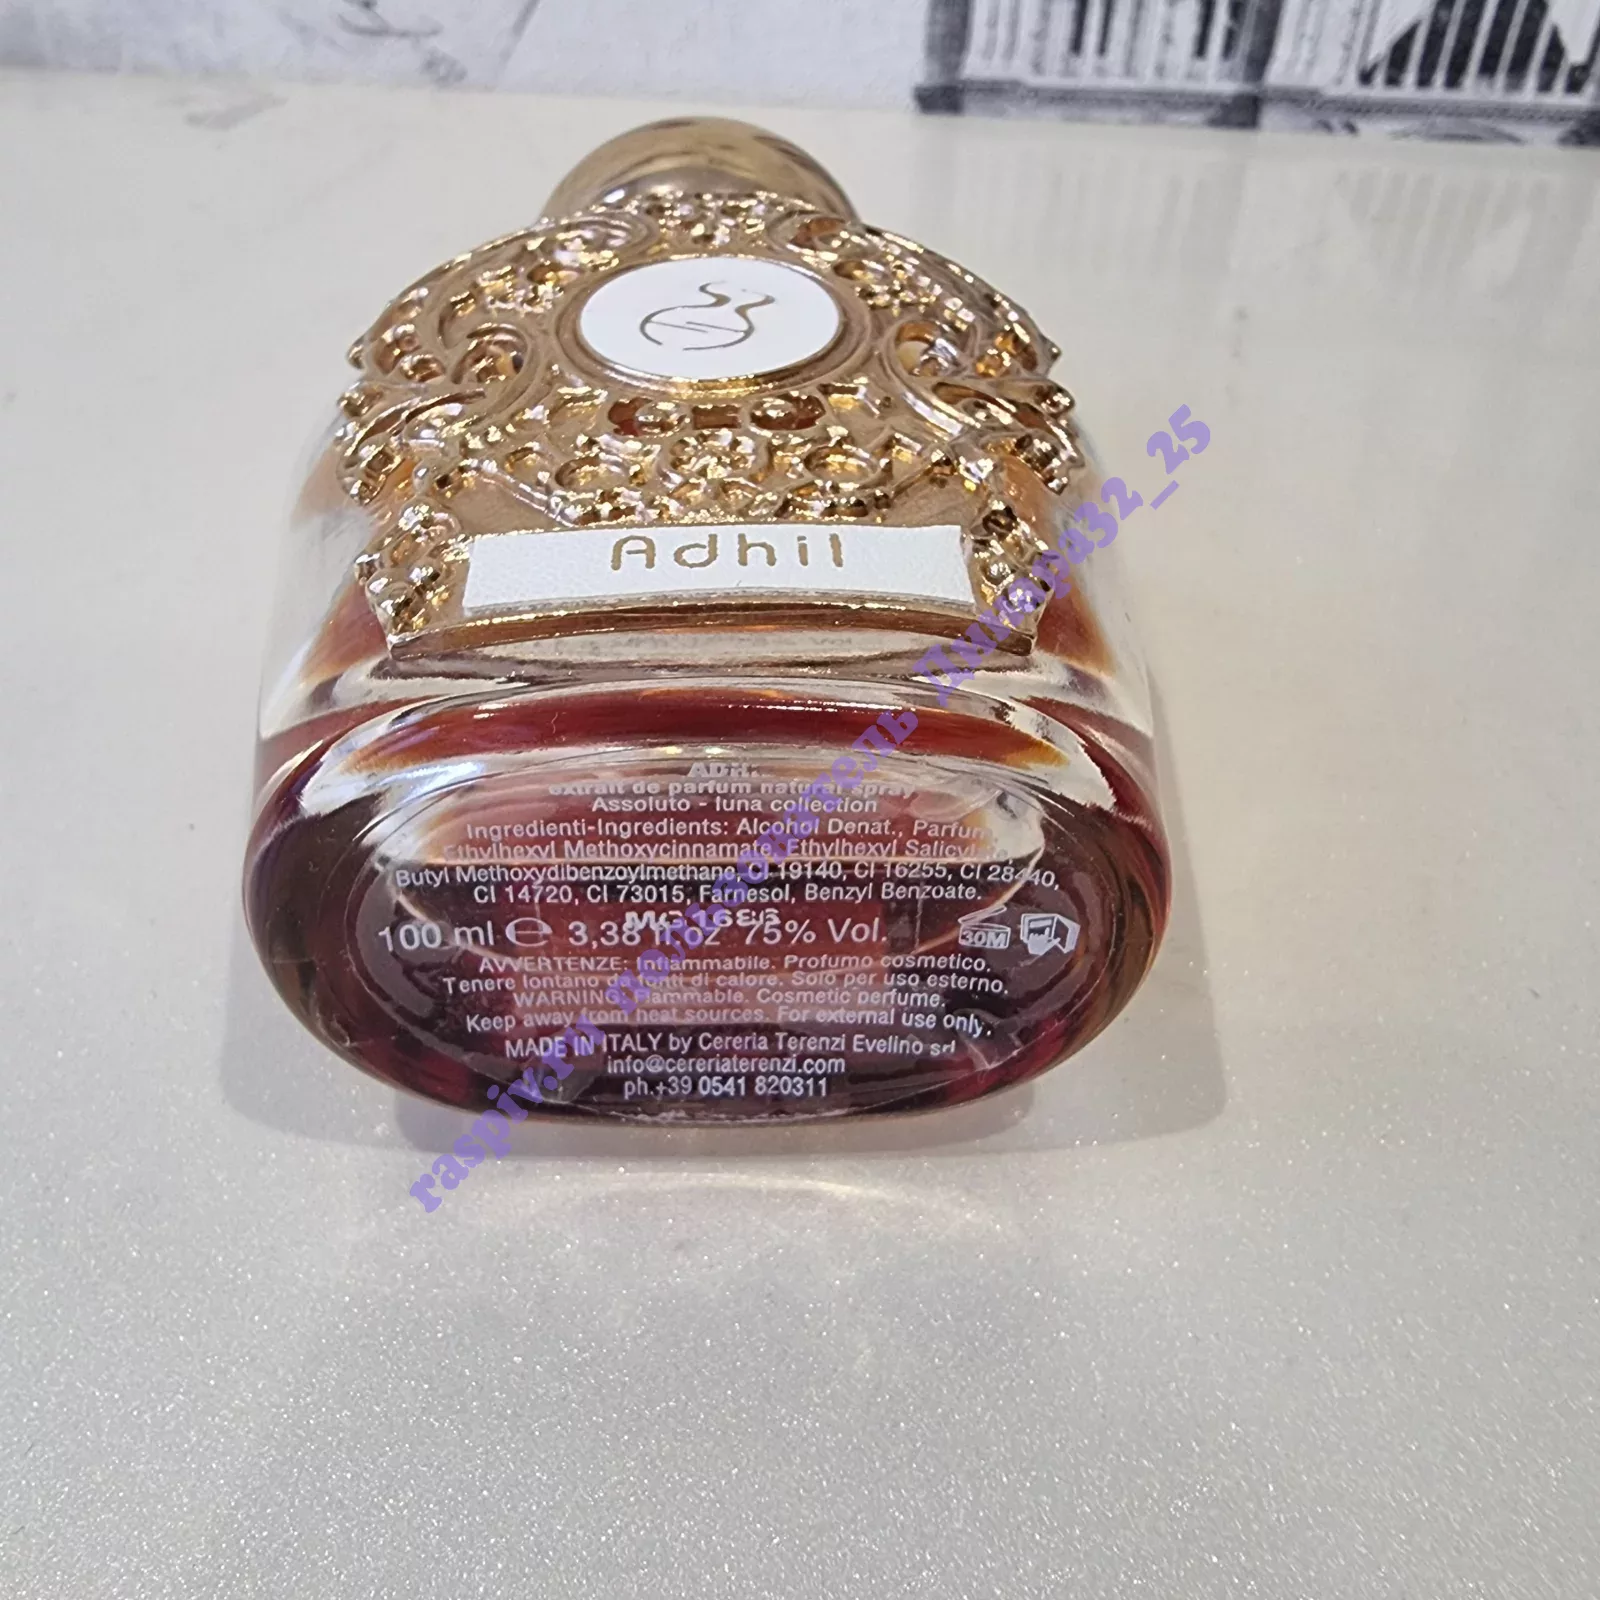 Adhil
extrait de parfum natural spray
Assoluto - luna collection
Ingredienti-Ingredients: Alcohol Denat., Parfum,
Ethylhexyl Methoxycinnamate, Ethylhexyl Salicylate,
Butyl Methoxydibenzoylmethane, CI 19140, CI 16255, CI 28440,
CI 14720, CI 73015, Farnesol, Benzyl Benzoate.
100 ml e 3,38 fl oz 75% Vol.
30M
AVVERTENZE: Infiammabile. Profumo cosmetico.
Tenere lontano da fonti di calore. Solo per uso esterno.
WARNING: Flammable. Cosmetic perfume.
Keep away from heat sources. For external use only.
MADE IN ITALY by Cereria Terenzi Evelino srl
info@cereriaterenzi.com
ph.+39 0541 820311
raspiv.ru пользователь Динара32_25